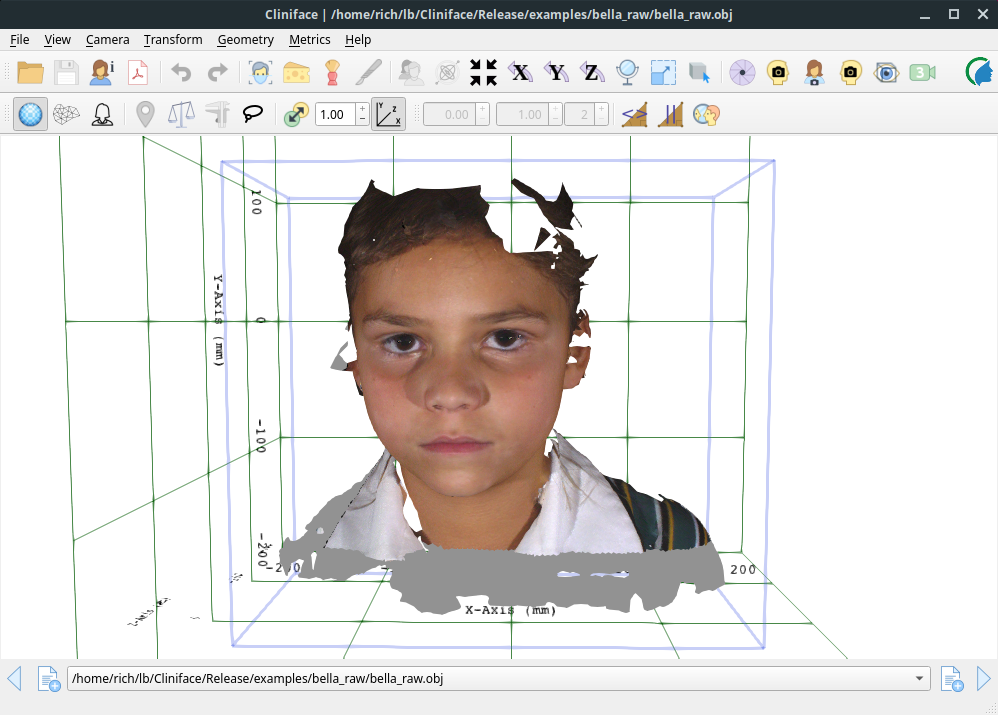 Cliniface | /home/rich/lb/Cliniface/Release/examples/bella_raw/bella_raw.obj
File View Camera Transform Geometry Metrics Help
i X Y Z 3
1.00 Y Z X 0.00 1.00 2
100
Y-Axis (mm)
0
-100
-200
200
X-Axis (mm)
/home/rich/lb/Cliniface/Release/examples/bella_raw/bella_raw.obj